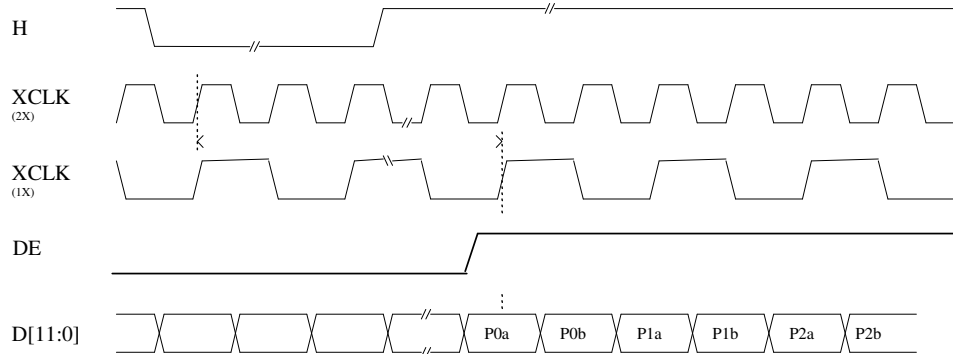 H
XCLK
(2X)
XCLK
(1X)
DE
D[11:0]
P0a P0b P1a P1b P2a P2b